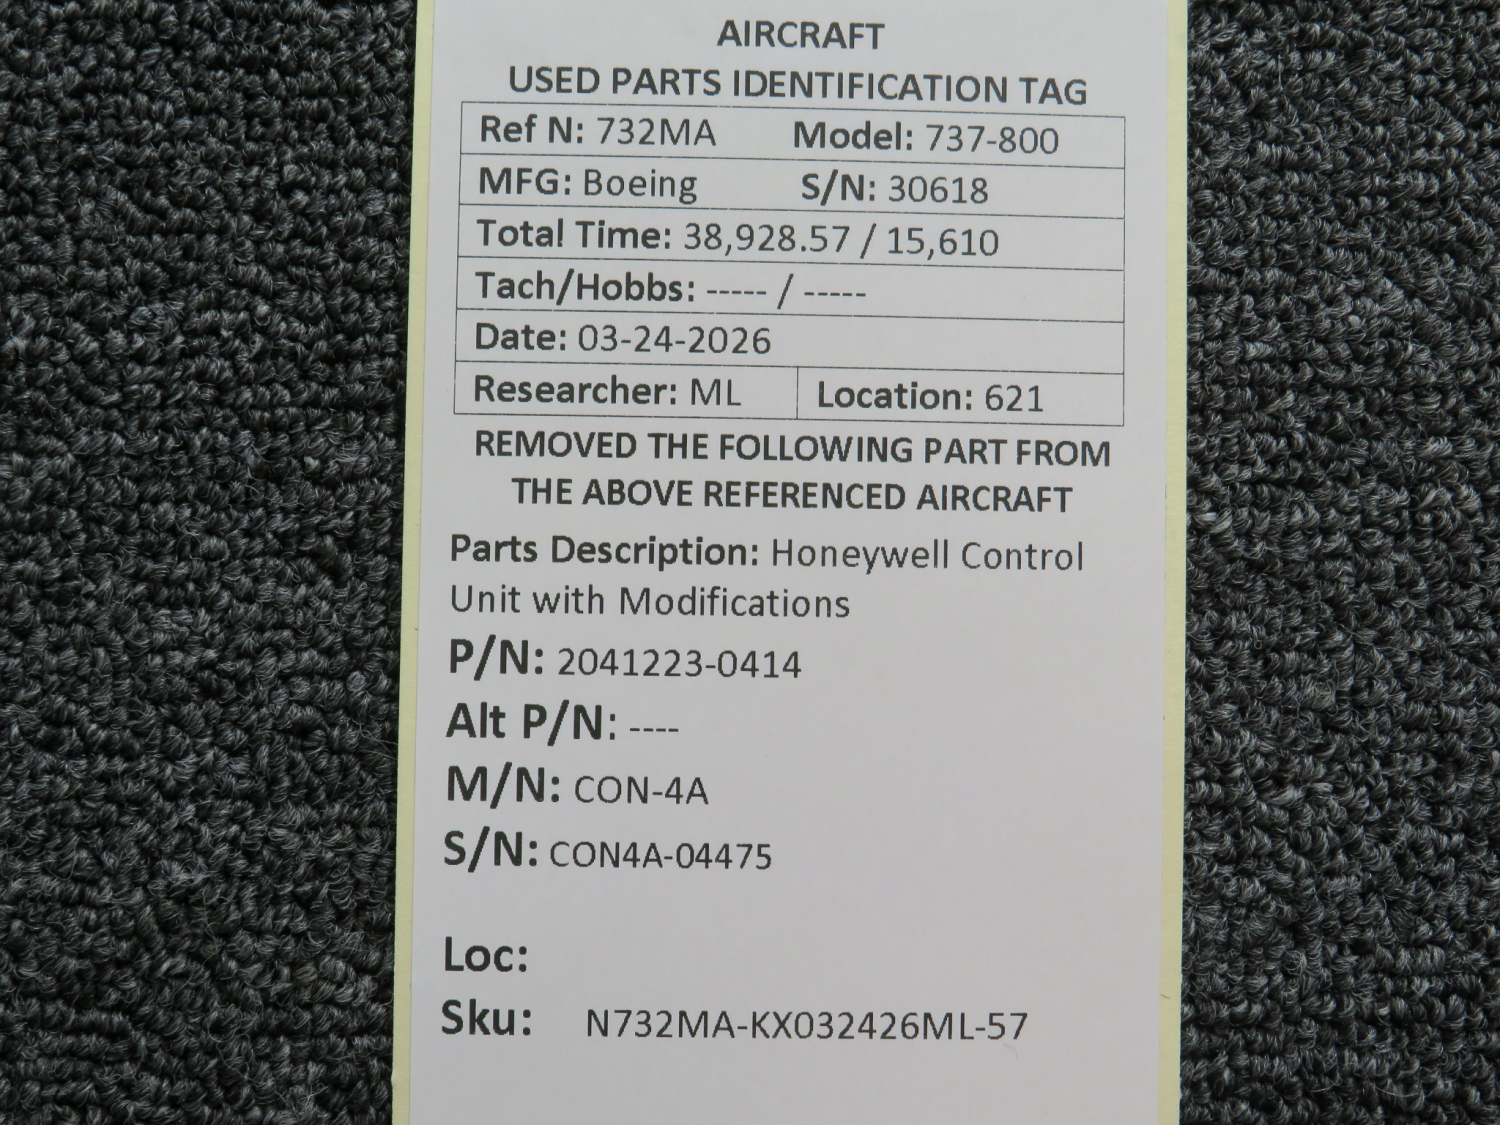 AIRCRAFT
USED PARTS IDENTIFICATION TAG
Ref N: 732MA Model: 737-800
MFG: Boeing S/N: 30618
Total Time: 38,928.57 / 15,610
Tach/Hobbs: ----- / -----
Date: 03-24-2026
Researcher: ML Location: 621
REMOVED THE FOLLOWING PART FROM
THE ABOVE REFERENCED AIRCRAFT
Parts Description: Honeywell Control
Unit with Modifications
P/N: 2041223-0414
Alt P/N: ----
M/N: CON-4A
S/N: CON4A-04475
Loc:
Sku: N732MA-KX032426ML-57